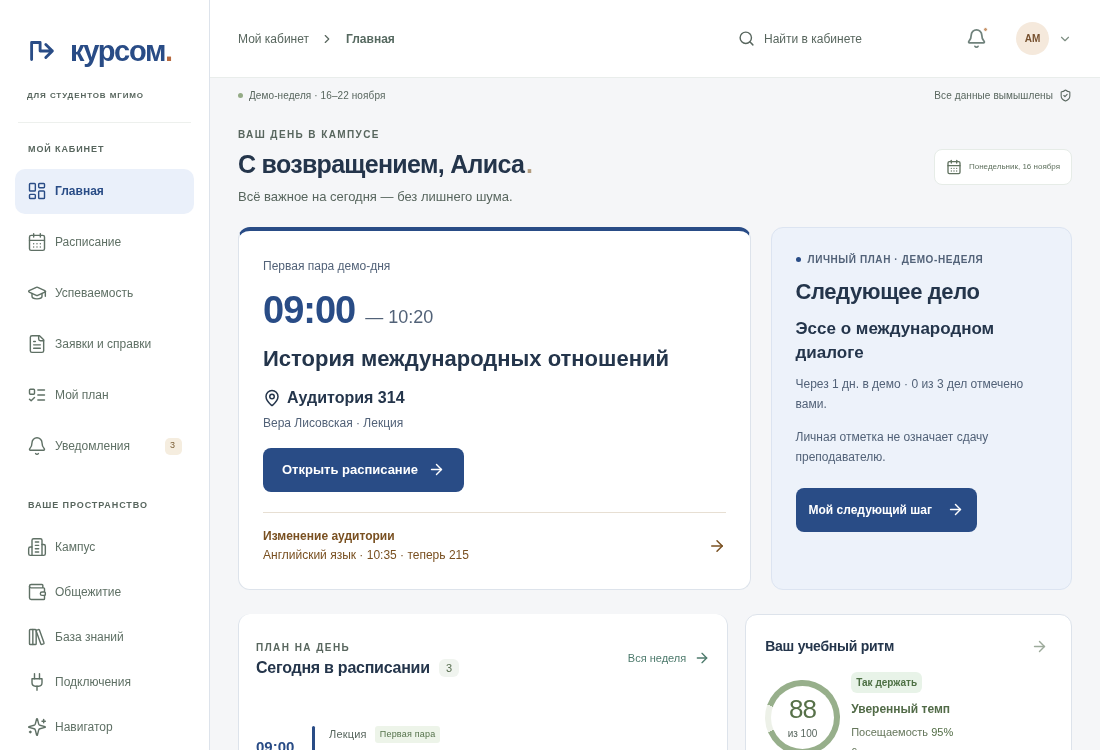 курсом.
ДЛЯ СТУДЕНТОВ МГИМО
МОЙ КАБИНЕТ
Главная
Расписание
Успеваемость
Заявки и справки
Мой план
Уведомления 3
ВАШЕ ПРОСТРАНСТВО
Кампус
Общежитие
База знаний
Подключения
Навигатор
Мой кабинет Главная
Найти в кабинете
АМ
Демо-неделя · 16–22 ноября
Все данные вымышлены
ВАШ ДЕНЬ В КАМПУСЕ
С возвращением, Алиса.
Всё важное на сегодня — без лишнего шума.
Понедельник, 16 ноября
Первая пара демо-дня
09:00 — 10:20
История международных отношений
Аудитория 314
Вера Лисовская · Лекция
Открыть расписание
Изменение аудитории
Английский язык · 10:35 · теперь 215
ЛИЧНЫЙ ПЛАН · ДЕМО-НЕДЕЛЯ
Следующее дело
Эссе о международном
диалоге
Через 1 дн. в демо · 0 из 3 дел отмечено
вами.
Личная отметка не означает сдачу
преподавателю.
Мой следующий шаг
ПЛАН НА ДЕНЬ
Сегодня в расписании 3
Вся неделя
Лекция Первая пара
09:00
Ваш учебный ритм
88
из 100
Так держать
Уверенный темп
Посещаемость 95%